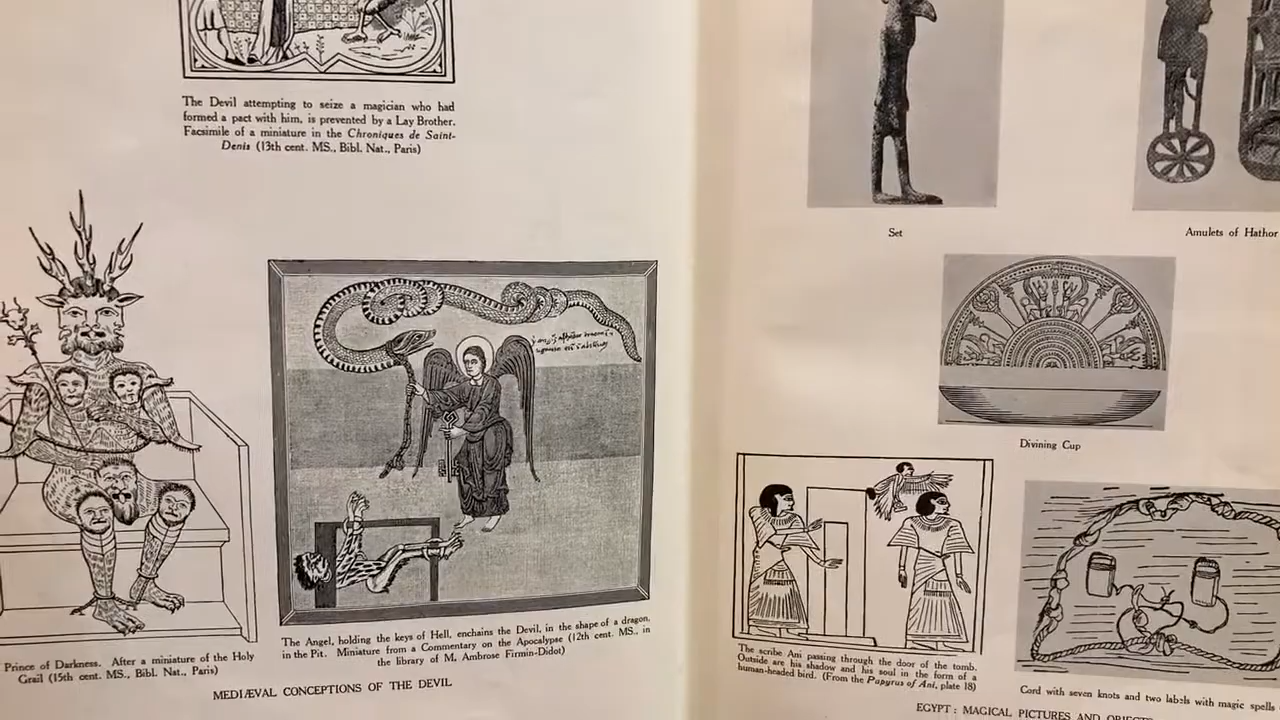 The Devil attempting to seize a magician who had
formed a pact with him, is prevented by a Lay Brother.
Facsimile of a miniature in the Chroniques de Saint-
Denis (13th cent. MS., Bibl. Nat., Paris)
Prince of Darkness. After a miniature of the Holy
Grail (15th cent. MS., Bibl. Nat., Paris)
The Angel, holding the keys of Hell, enchains the Devil, in the shape of a dragon,
in the Pit. Miniature from a Commentary on the Apocalypse (12th cent. MS., in
the library of M. Ambrose Firmin-Didot)
MEDIÆVAL CONCEPTIONS OF THE DEVIL
Set
Amulets of Hathor
Divining Cup
The scribe Ani passing through the door of the tomb.
Outside are his shadow and his soul in the form of a
human-headed bird. (From the Papyrus of Ani, plate 18)
Cord with seven knots and two labels with magic spells
EGYPT: MAGICAL PICTURES AND